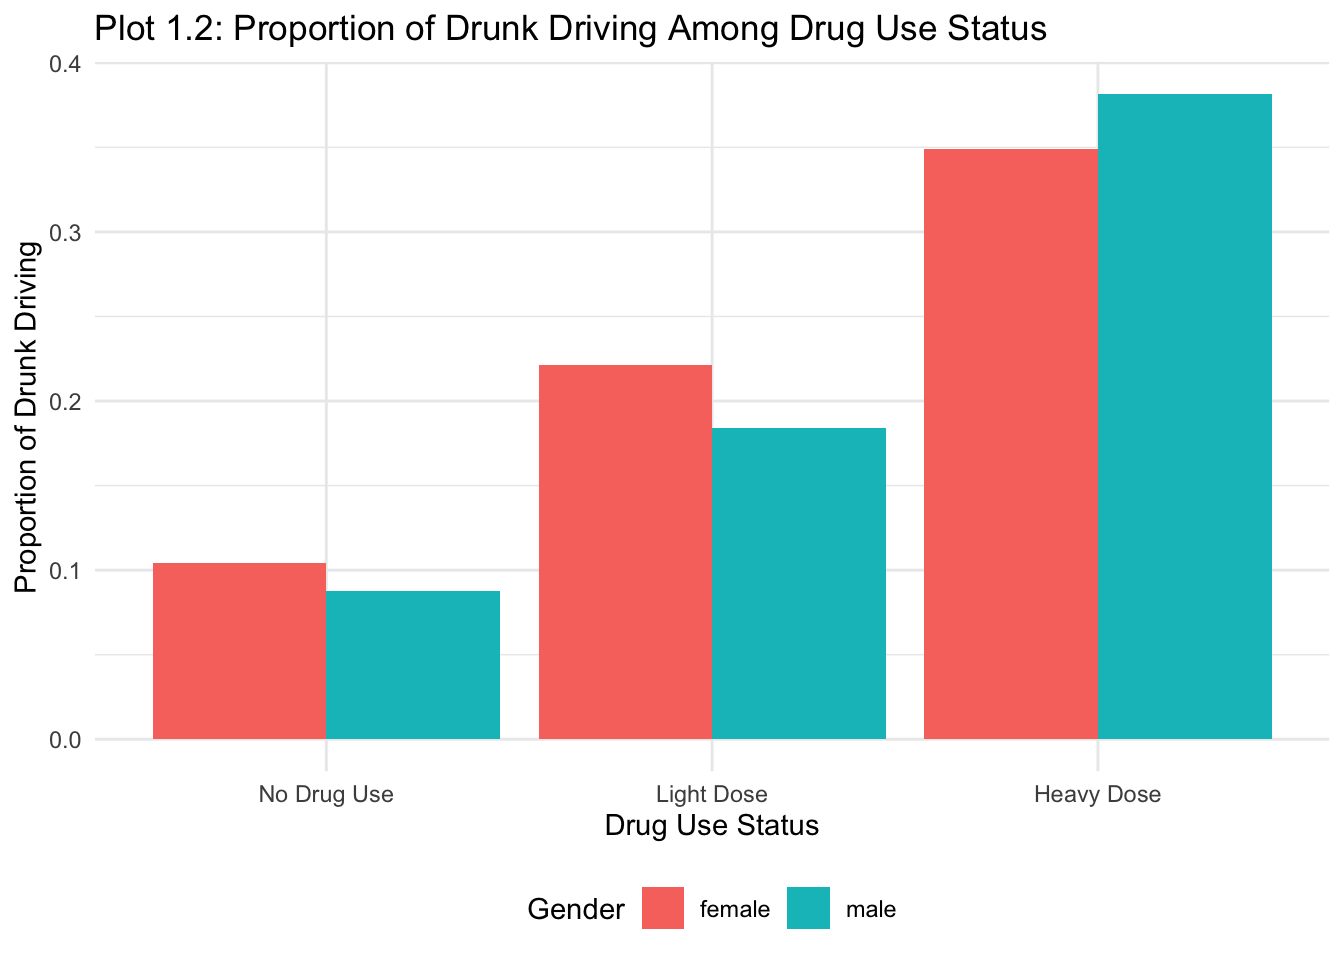 Plot 1.2: Proportion of Drunk Driving Among Drug Use Status
Proportion of Drunk Driving
0.4
0.3
0.2
0.1
0.0
No Drug Use Light Dose Heavy Dose
Drug Use Status
Gender female male